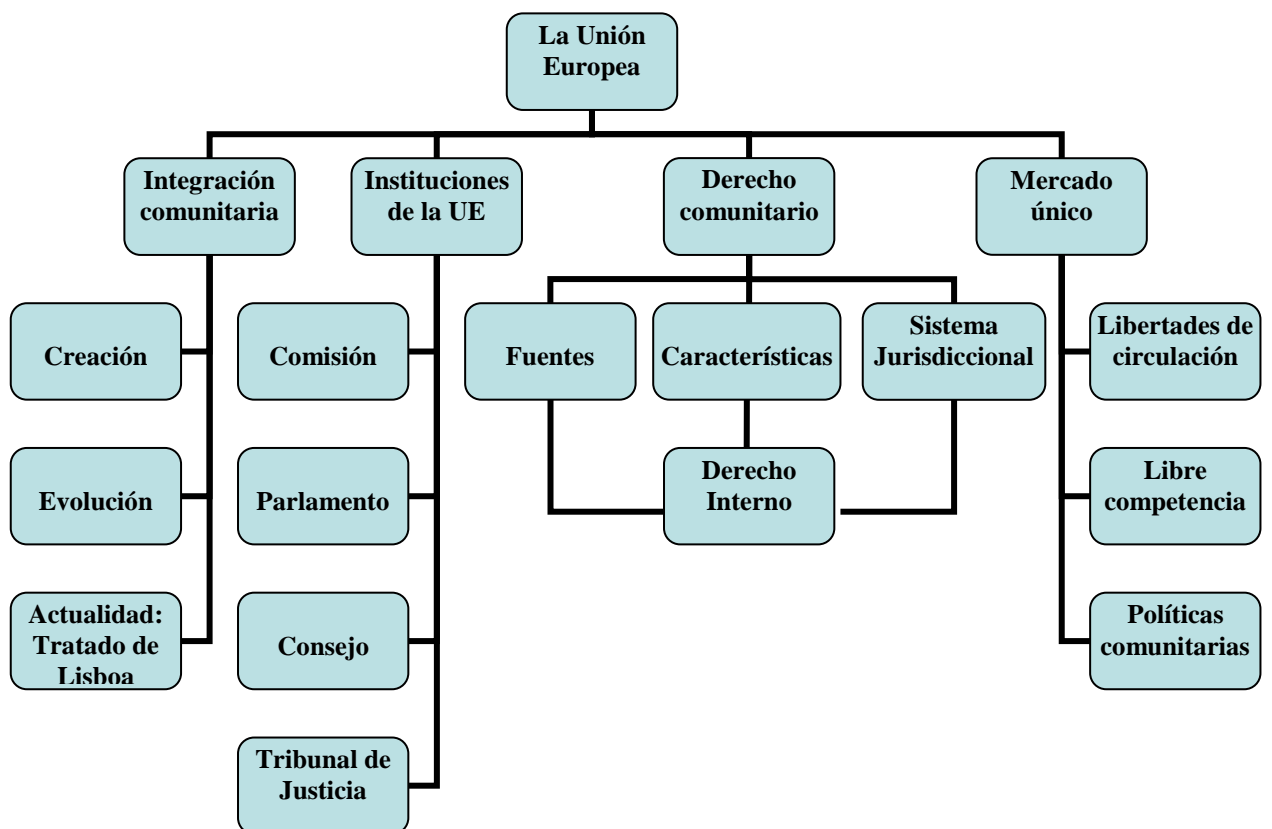 La Unión
Europea
Integración
comunitaria
Instituciones
de la UE
Derecho
comunitario
Mercado
único
Creación
Comisión
Fuentes
Características
Sistema
Jurisdiccional
Libertades de
circulación
Evolución
Parlamento
Derecho
Interno
Libre
competencia
Actualidad:
Tratado de
Lisboa
Consejo
Políticas
comunitarias
Tribunal de
Justicia